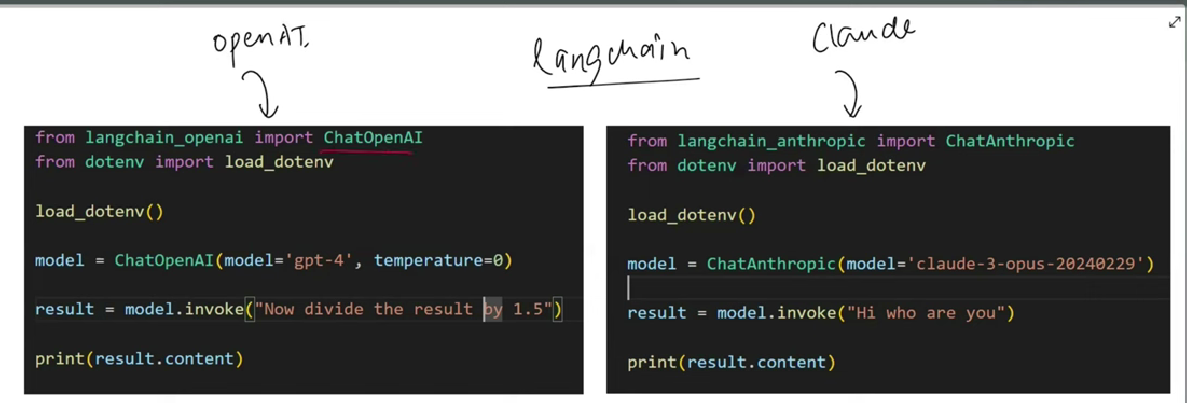 openAI.
langchain
Claude
from langchain_openai import ChatOpenAI
from dotenv import load_dotenv
load_dotenv()
model = ChatOpenAI(model='gpt-4', temperature=0)
result = model.invoke("Now divide the result by 1.5")
print(result.content)
from langchain_anthropic import ChatAnthropic
from dotenv import load_dotenv
load_dotenv()
model = ChatAnthropic(model='claude-3-opus-20240229')
result = model.invoke("Hi who are you")
print(result.content)